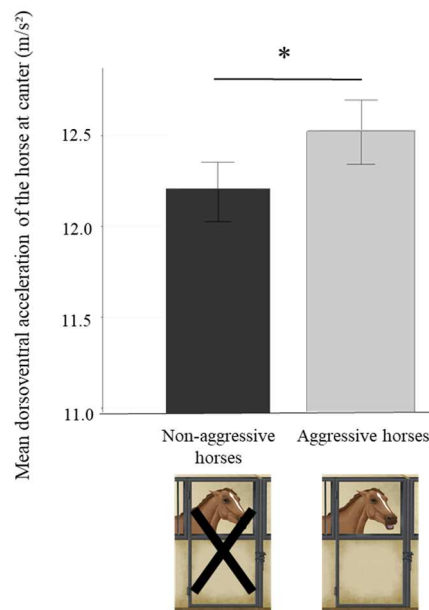 Mean dorsoventral acceleration of the horse at canter (m/s²)
*
12.5
12.0
11.5
11.0
Non-aggressive
horses
Aggressive horses